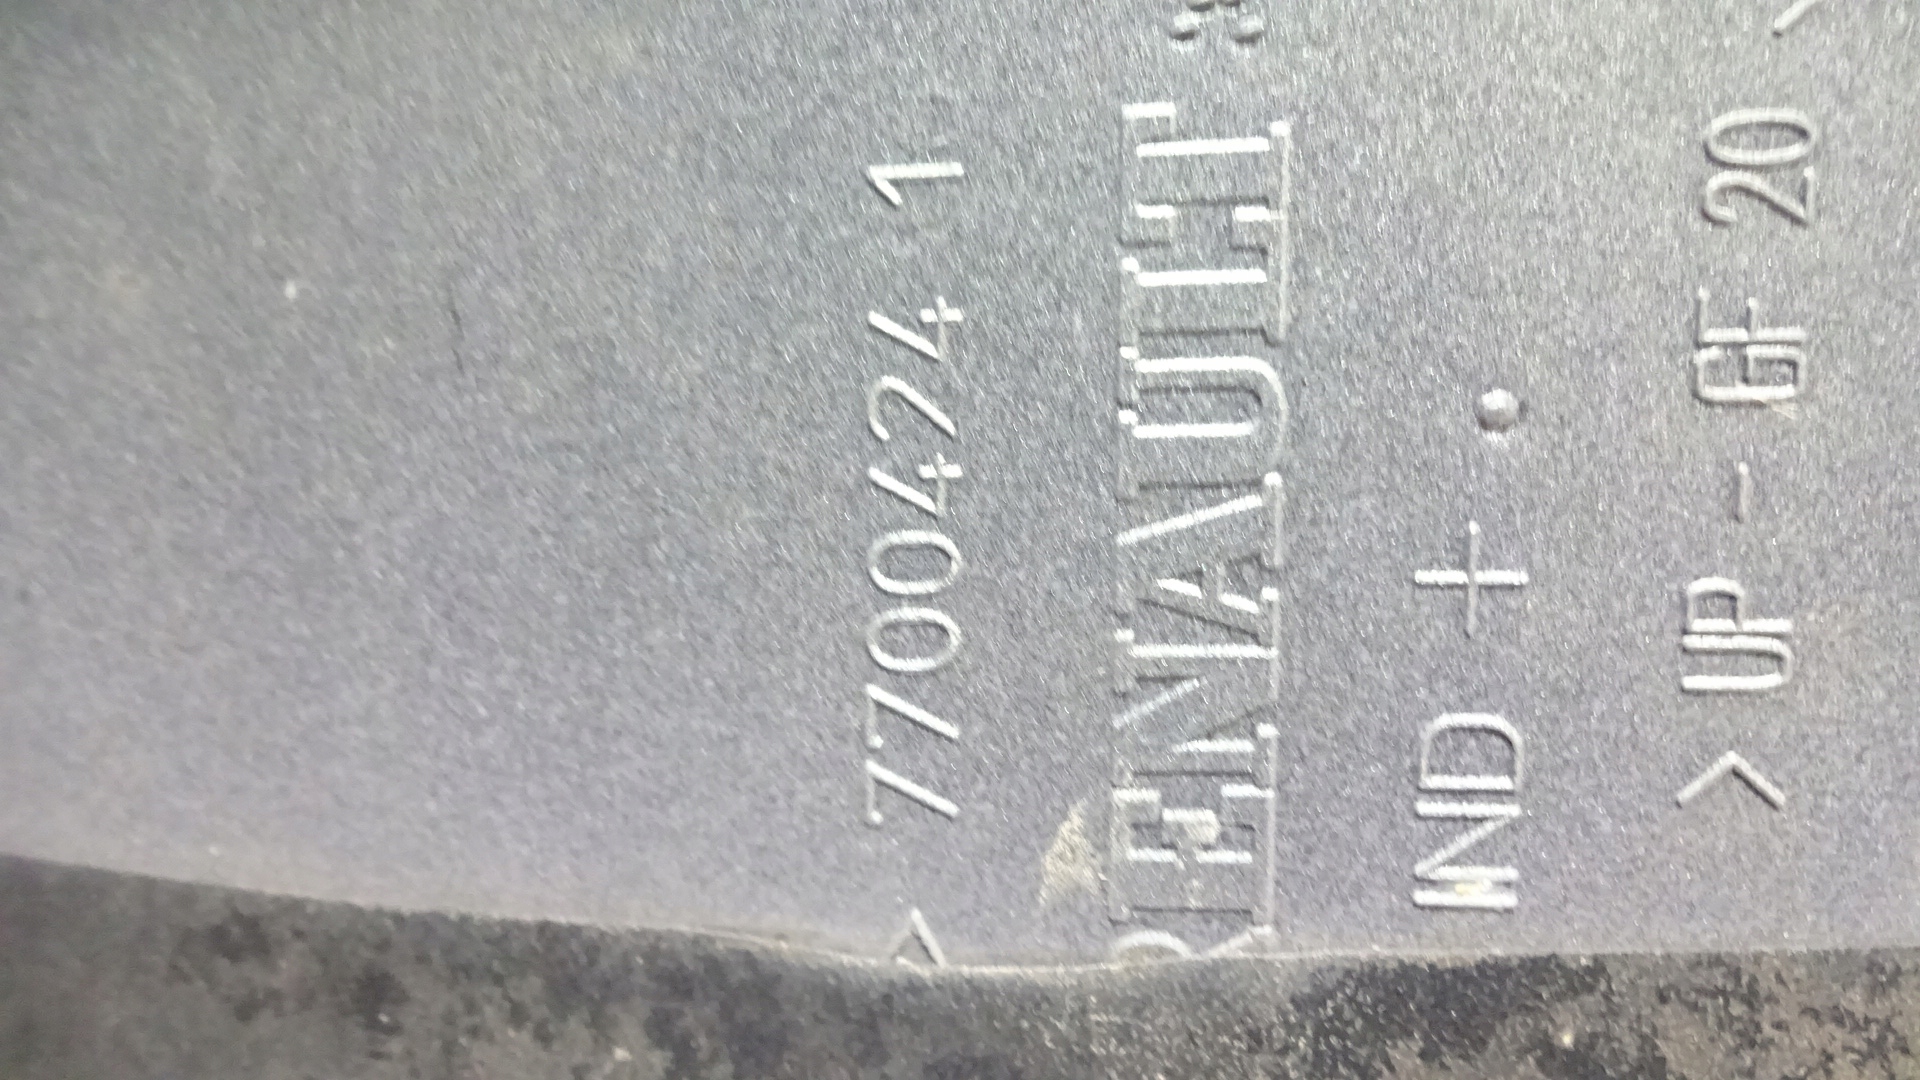 7700424 1
RENAULT
IND + .
> UP - GF 20